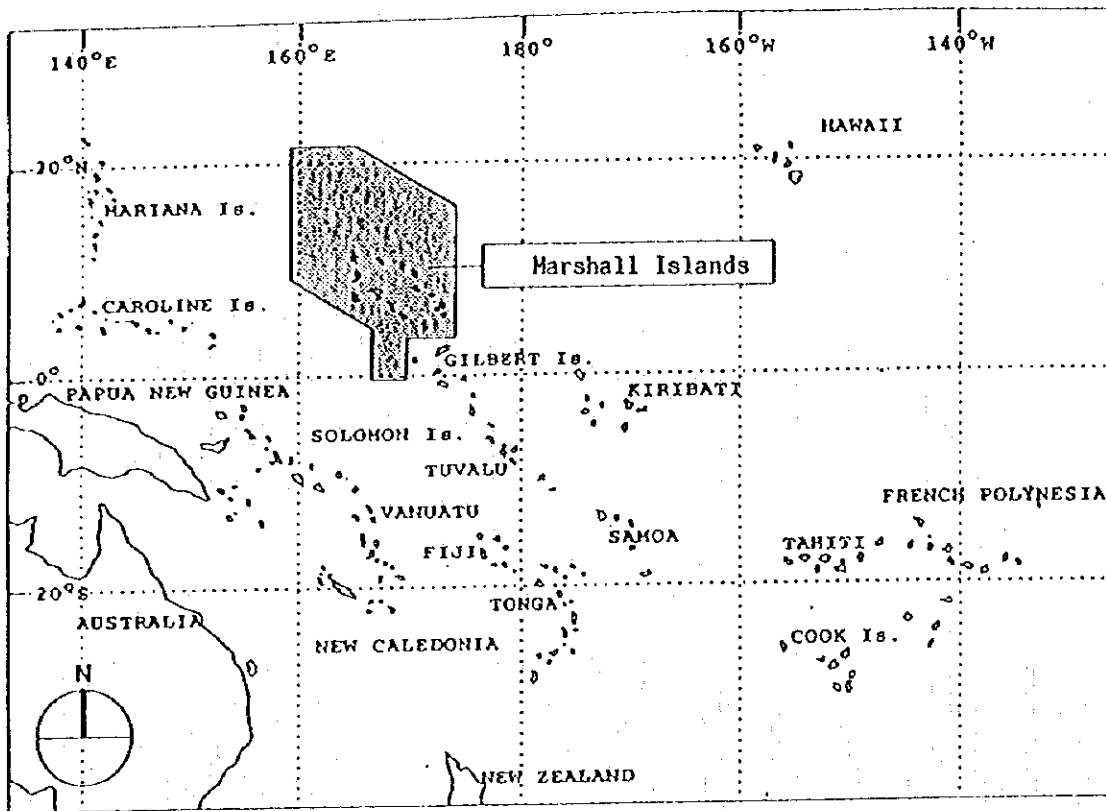 140°E 160°E 180° 160°W 140°W
HAWAII
20°N
MARIANA Is.
Marshall Islands
CAROLINE Is.
GILBERT Is.
0°
PAPUA NEW GUINEA
KIRIBATI
SOLOMON Is.
TUVALU
FRENCH POLYNESIA
VANUATU
SAMOA
TAHITI
FIJI
20°S
TONGA
AUSTRALIA
NEW CALEDONIA
COOK Is.
N
NEW ZEALAND